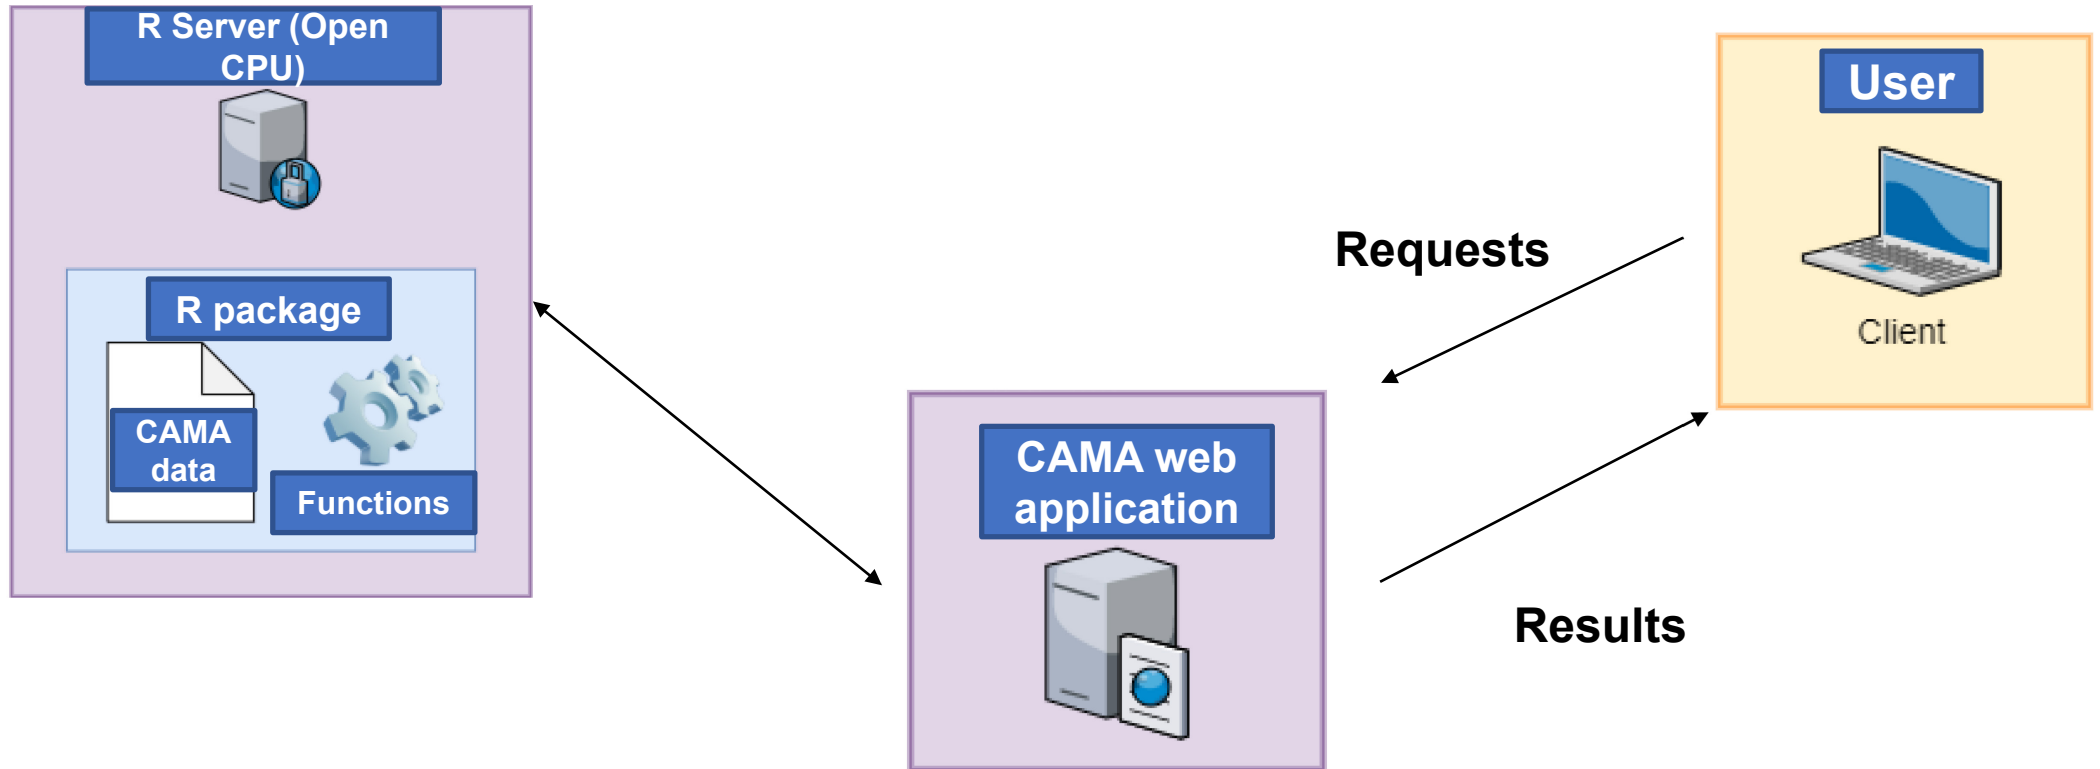 R Server (Open
CPU)
R package
CAMA
data
Functions
CAMA web
application
Requests
Results
User
Client